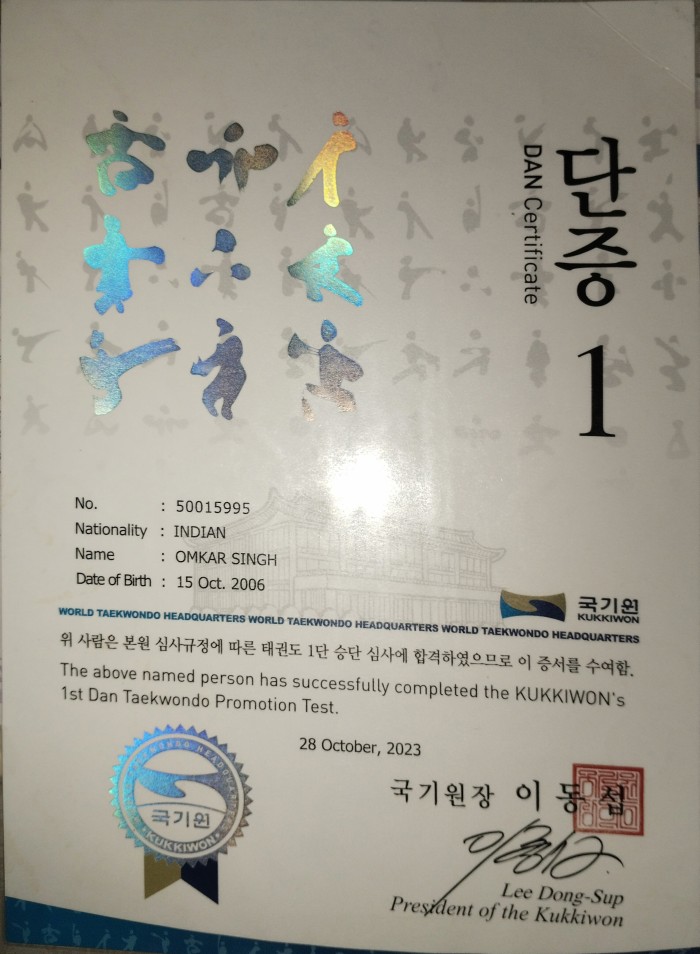 단증
DAN Certificate
1
No. : 50015995
Nationality : INDIAN
Name : OMKAR SINGH
Date of Birth : 15 Oct. 2006
국기원
KUKKIWON
WORLD TAEKWONDO HEADQUARTERS WORLD TAEKWONDO HEADQUARTERS WORLD TAEKWONDO HEADQUARTERS
위 사람은 본원 심사규정에 따른 태권도 1단 승단 심사에 합격하였으므로 이 증서를 수여함.
The above named person has successfully completed the KUKKIWON's
1st Dan Taekwondo Promotion Test.
28 October, 2023
국기원장 이동섭
국기원
KUKKIWON
Lee Dong-Sup
President of the Kukkiwon